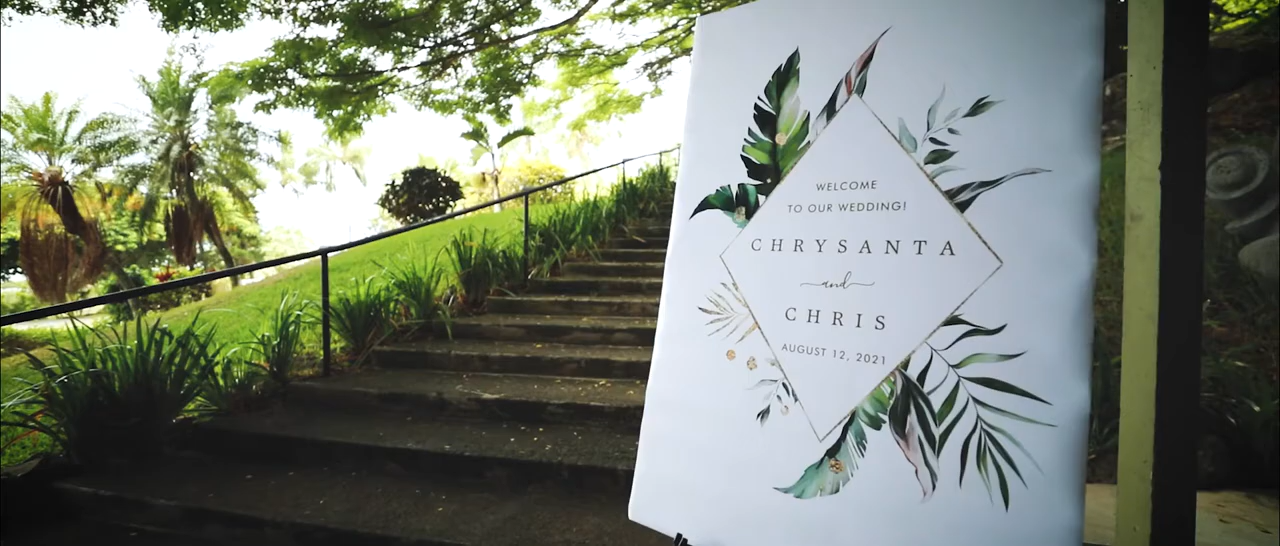 WELCOME
TO OUR WEDDING!
CHRYSANTA
and
CHRIS
AUGUST 12, 2021